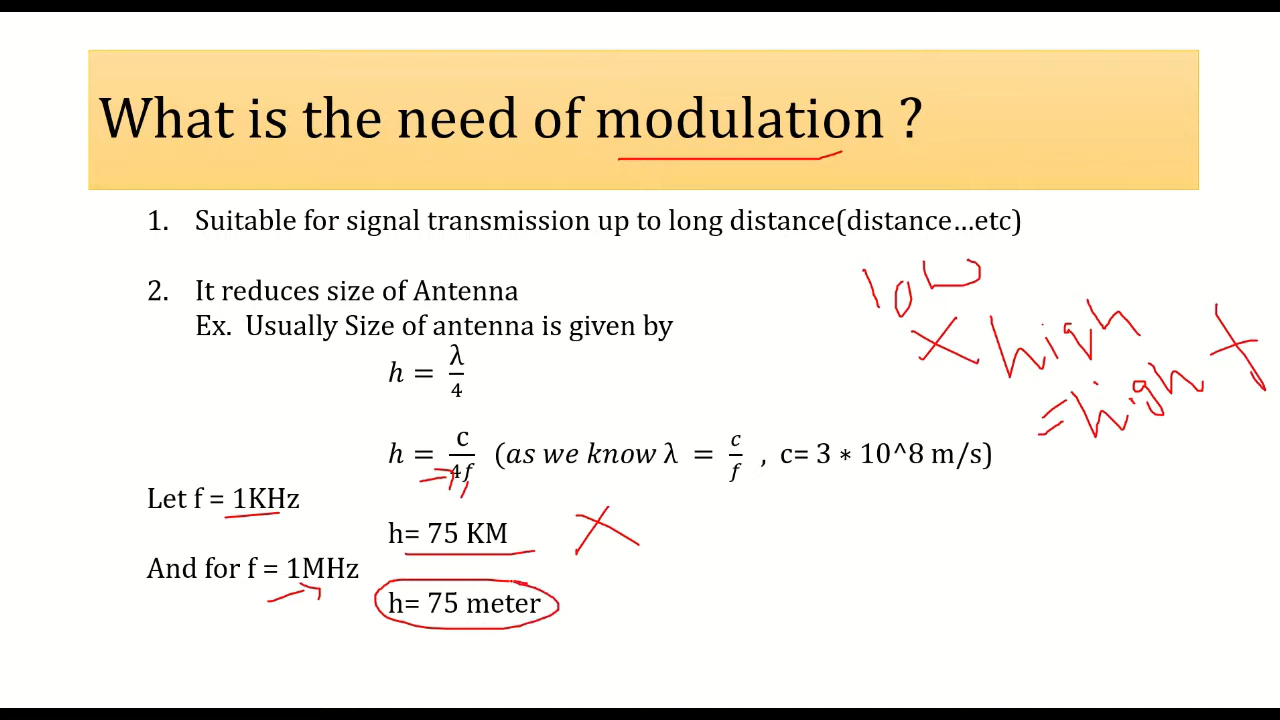 What is the need of modulation ?
1. Suitable for signal transmission up to long distance(distance...etc)
2. It reduces size of Antenna
Ex. Usually Size of antenna is given by
h = λ/4
h = c/4f (as we know λ = c/f , c= 3 ∗ 10^8 m/s)
Let f = 1KHz
h= 75 KM
And for f = 1MHz
h= 75 meter
low
× high
= high f